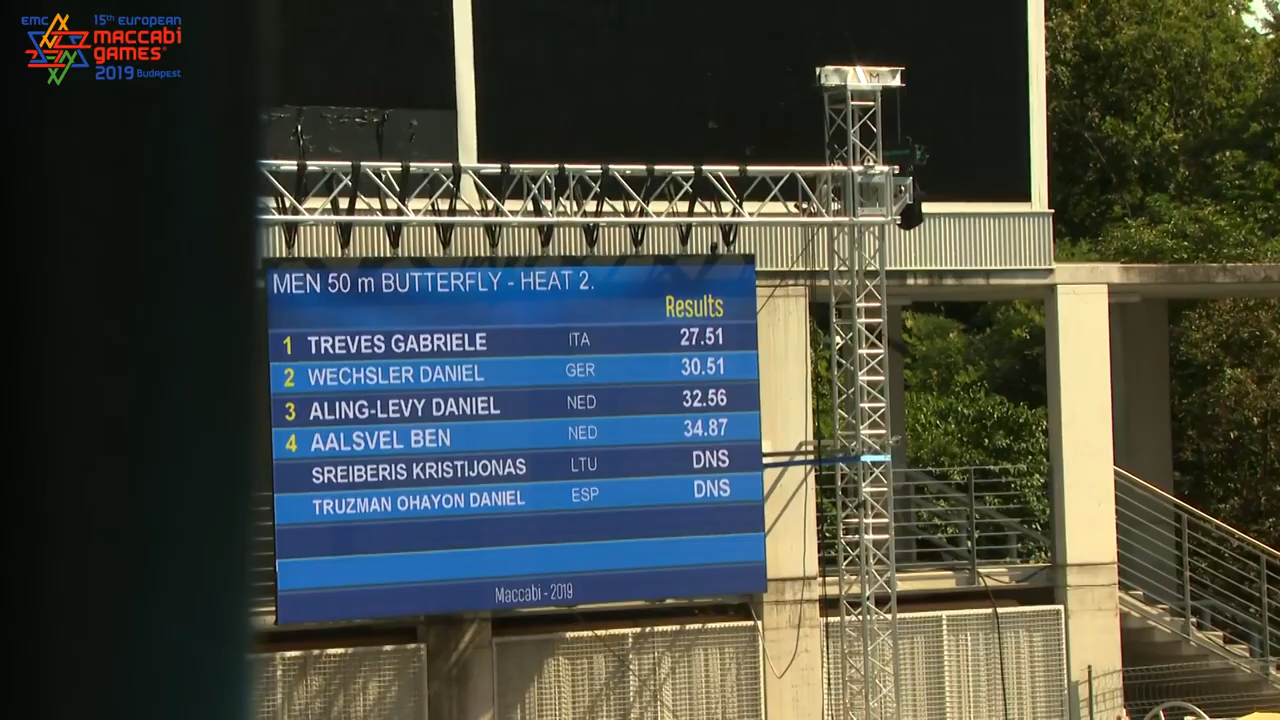 EMC 15th European
maccabi
games
2019 Budapest
MEN 50 m BUTTERFLY - HEAT 2.
Results
1 TREVES GABRIELE ITA 27.51
2 WECHSLER DANIEL GER 30.51
3 ALING-LEVY DANIEL NED 32.56
4 AALSVEL BEN NED 34.87
SREIBERIS KRISTIJONAS LTU DNS
TRUZMAN OHAYON DANIEL ESP DNS
Maccabi - 2019